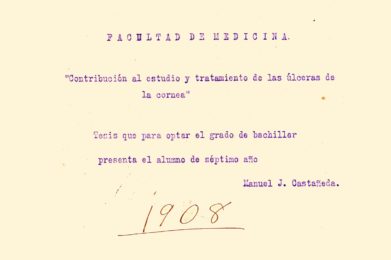 FACULTAD DE MEDICINA.
"Contribución al estudio y tratamiento de las úlceras de
la cornea"
Tesis que para optar el grado de bachiller
presenta el alumno de séptimo año
Manuel J. Castañeda.
1908